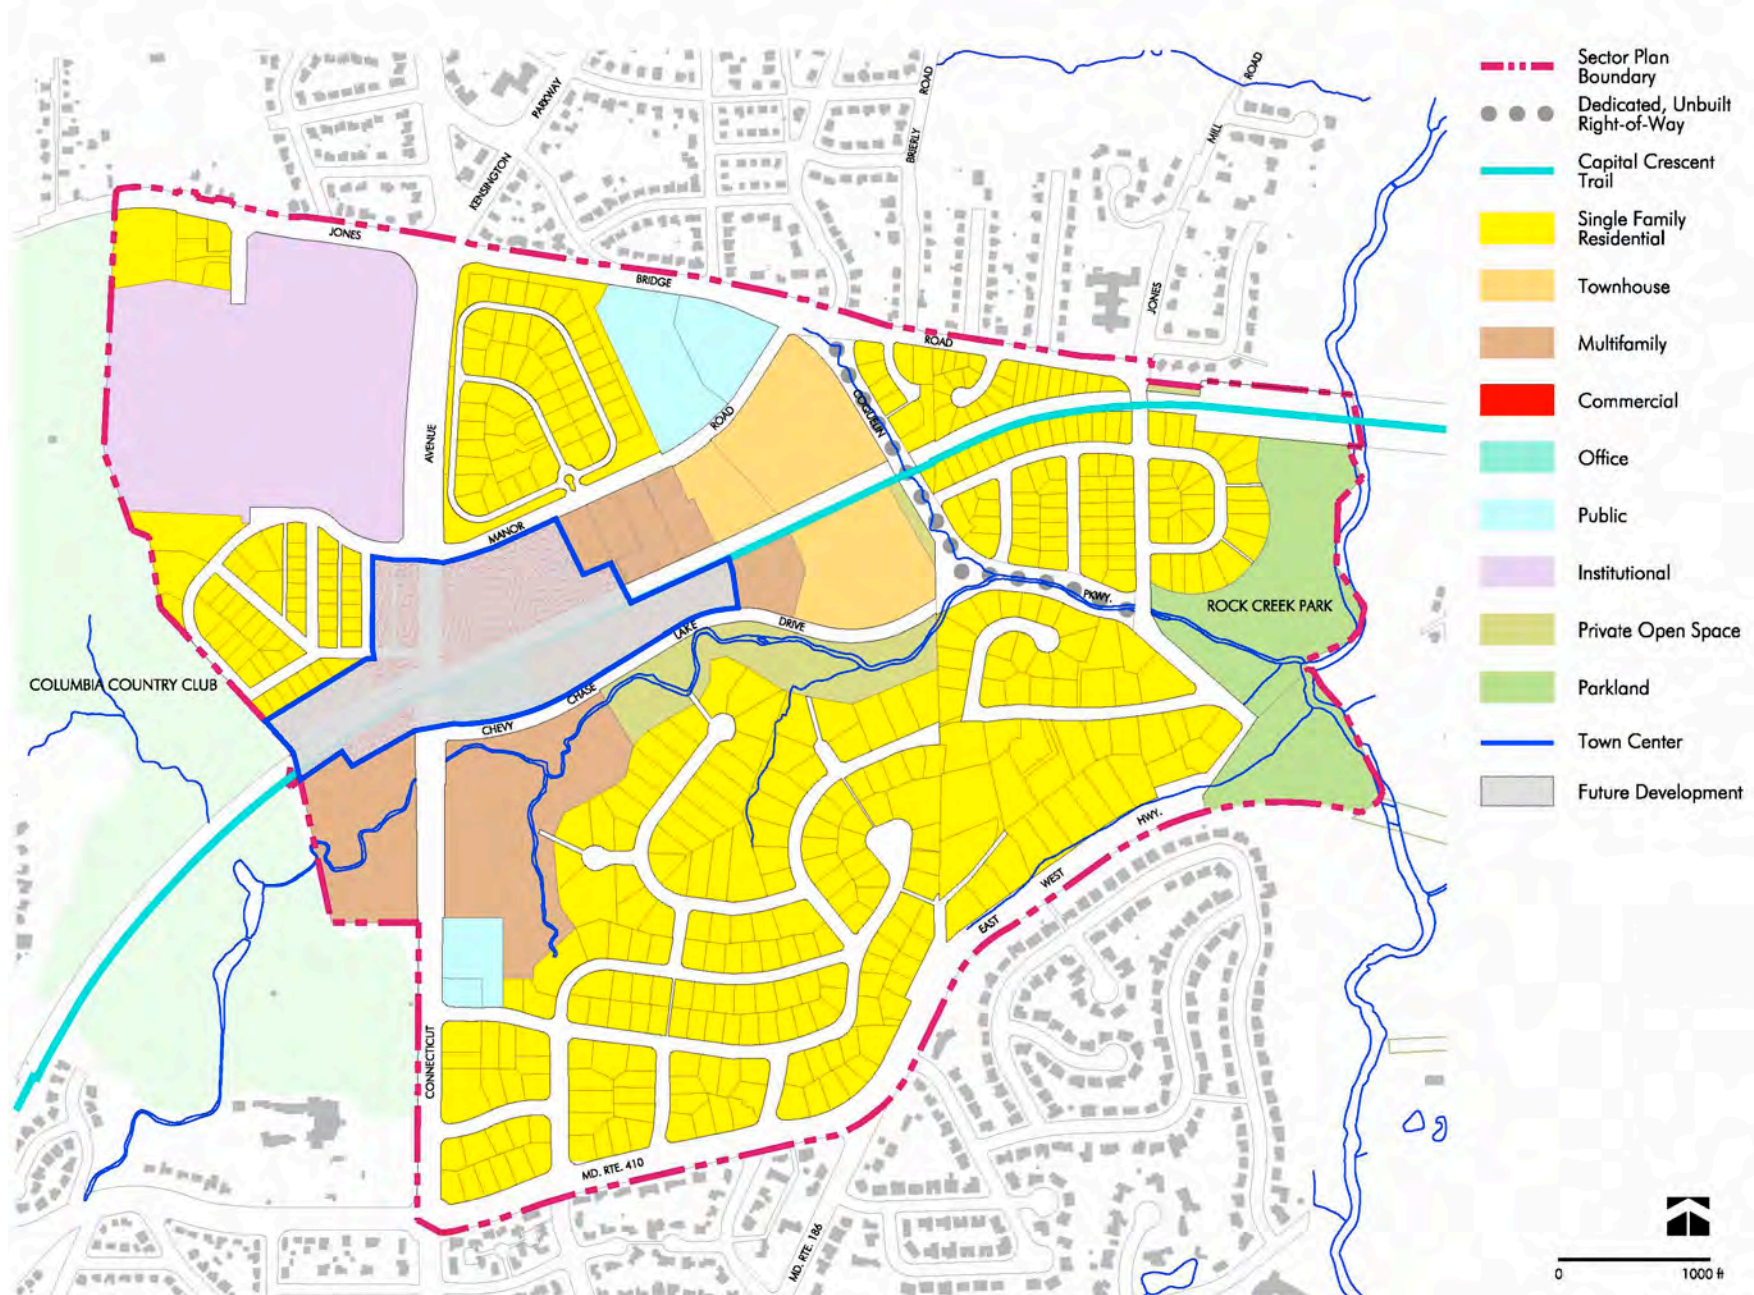 ROAD
ROAD
PARKWAY
BRIERLY
MILL
KENSINGTON
JONES
BRIDGE
JONES
ROAD
COQUELIN
ROAD
AVENUE
MANOR
PKWY.
ROCK CREEK PARK
DRIVE
LAKE
COLUMBIA COUNTRY CLUB
CHASE
CHEVY
HWY.
WEST
EAST
CONNECTICUT
MD. RTE. 410
MD. RTE. 186
Sector Plan
Boundary
Dedicated, Unbuilt
Right-of-Way
Capital Crescent
Trail
Single Family
Residential
Townhouse
Multifamily
Commercial
Office
Public
Institutional
Private Open Space
Parkland
Town Center
Future Development
0
1000 ft